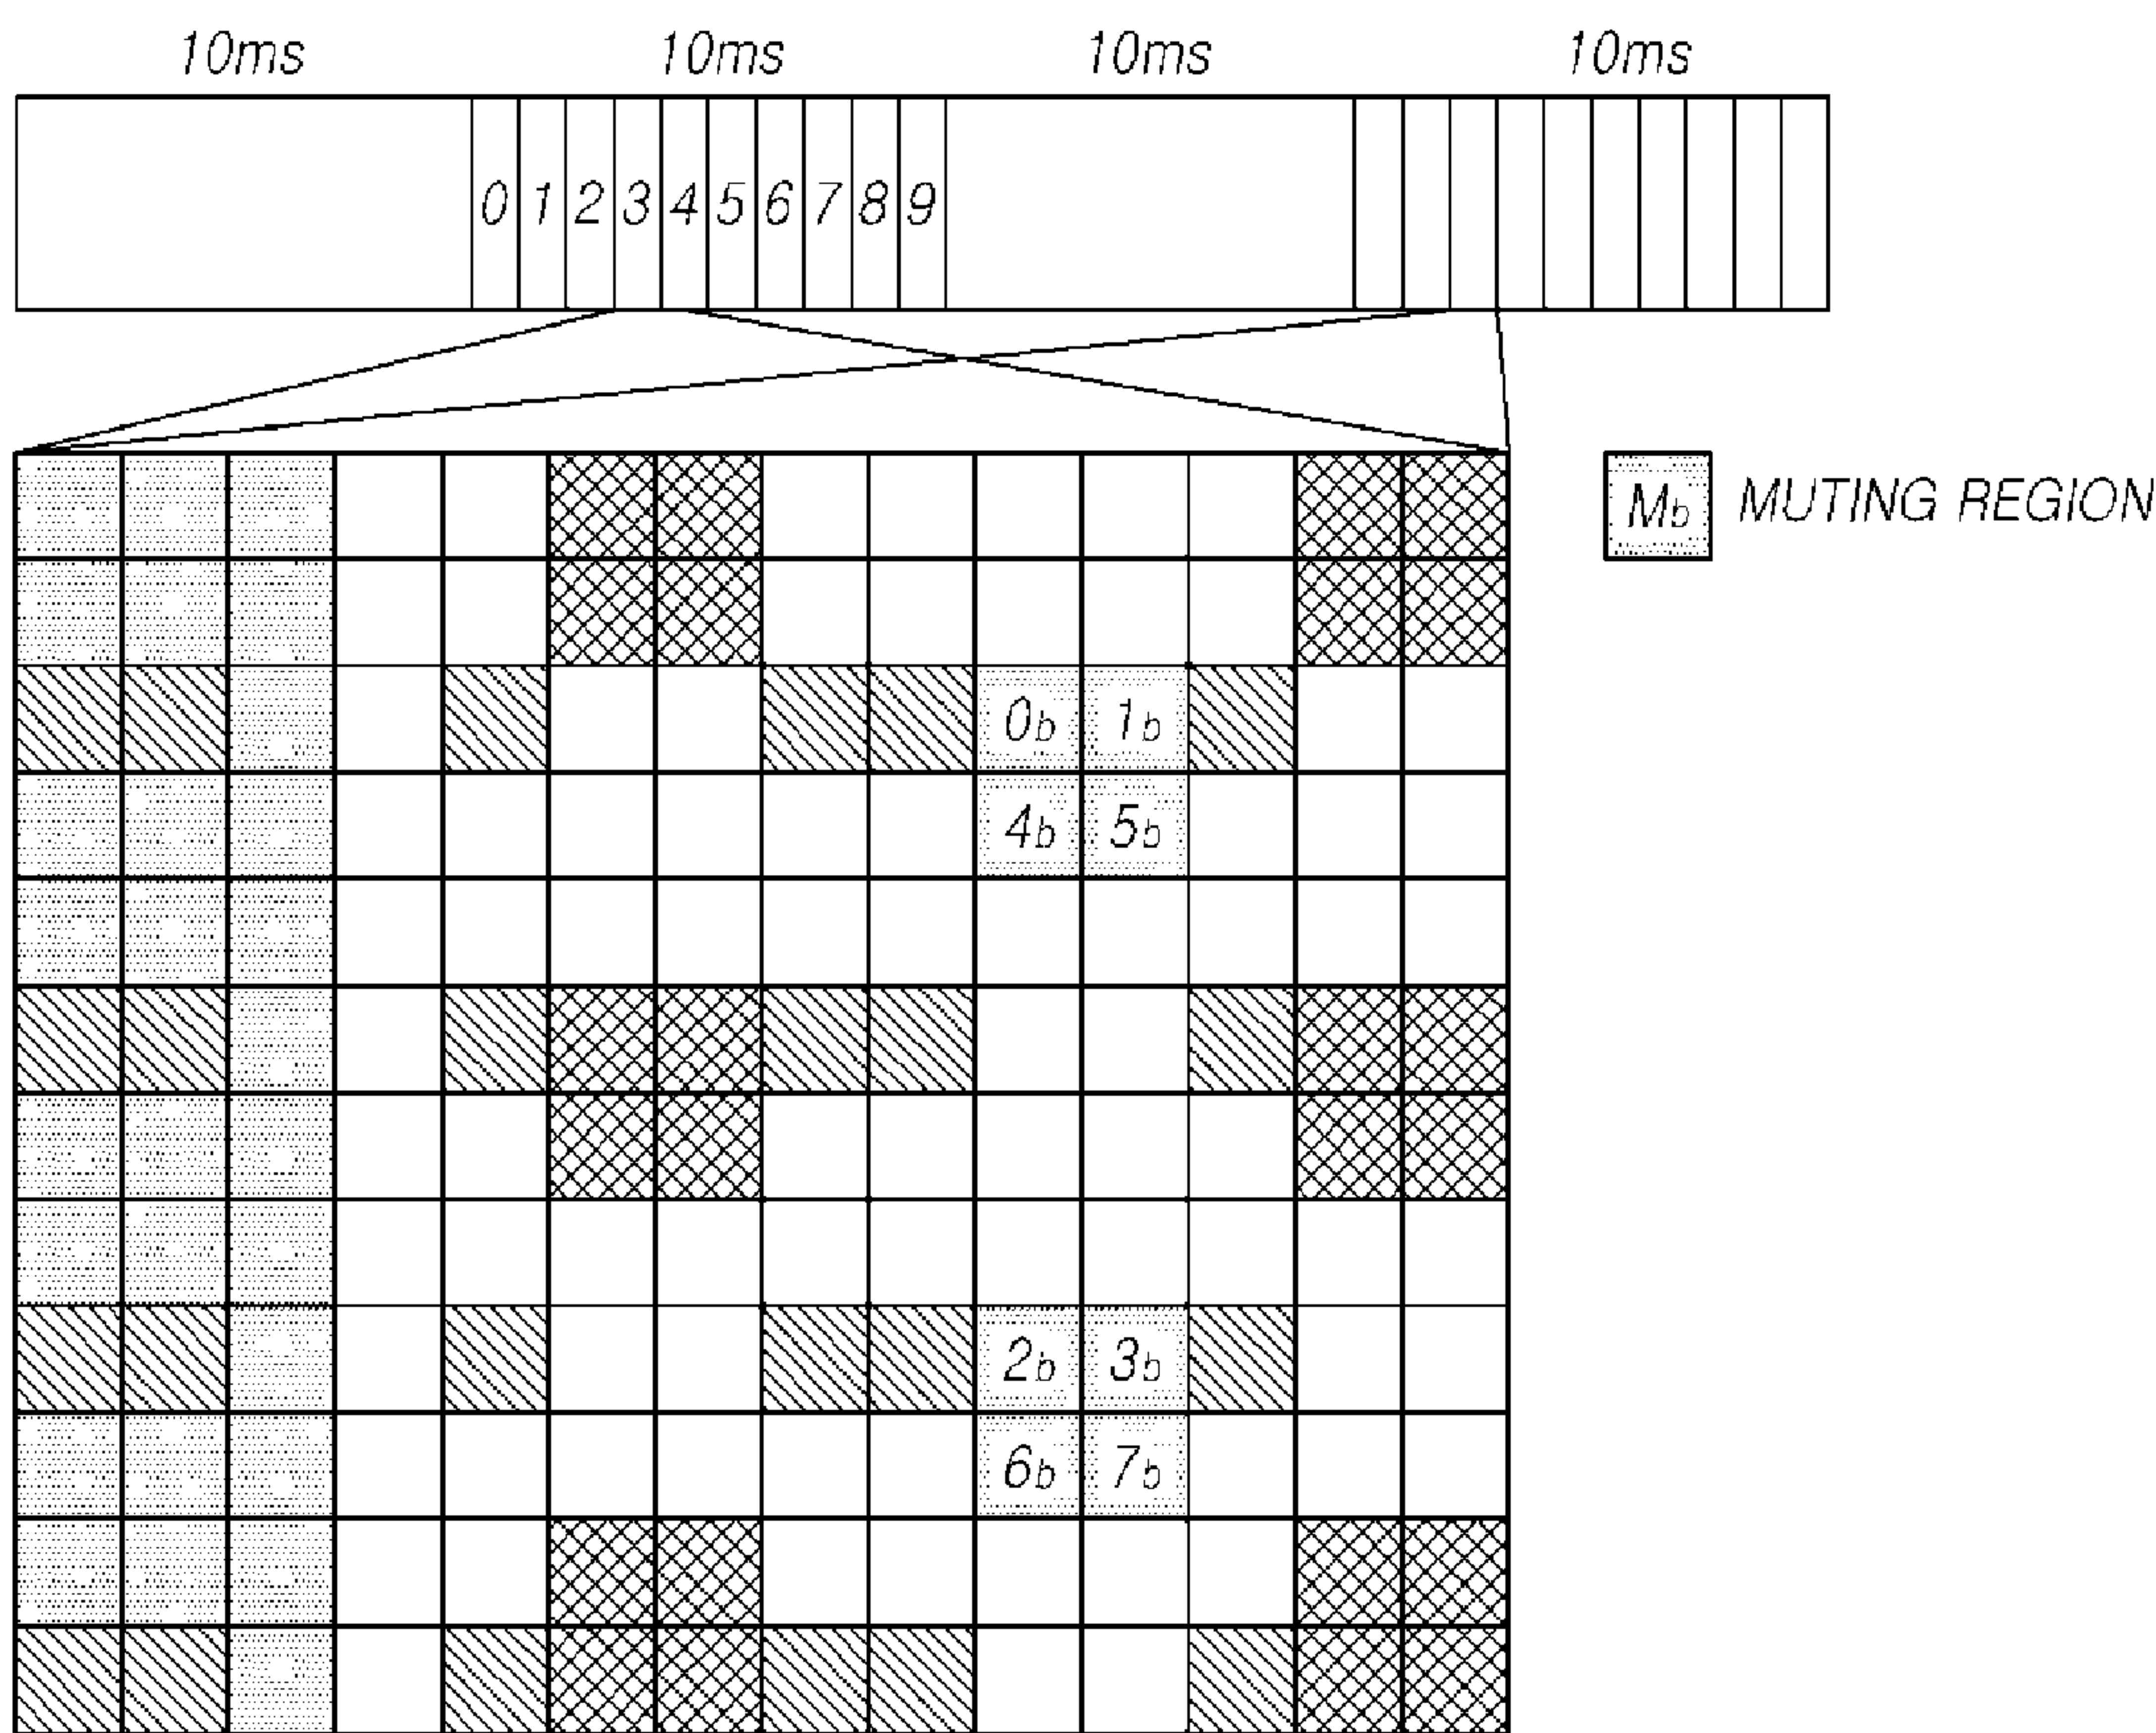 10ms 10ms 10ms 10ms
0 1 2 3 4 5 6 7 8 9
Mb MUTING REGION
0b 1b
4b 5b
2b 3b
6b 7b